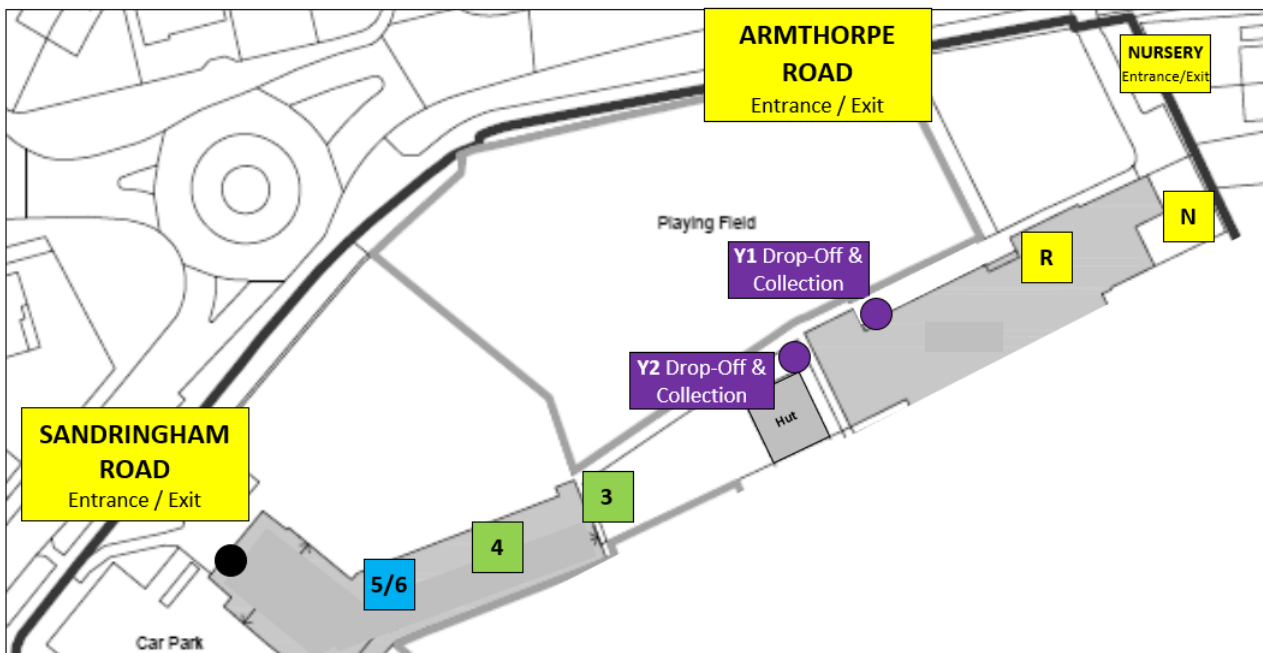 ARMTHORPE
ROAD
Entrance / Exit
NURSERY
Entrance/Exit
N
Playing Field
R
Y1 Drop-Off &
Collection
Y2 Drop-Off &
Collection
Hut
SANDRINGHAM
ROAD
Entrance / Exit
3
4
5/6
Car Park